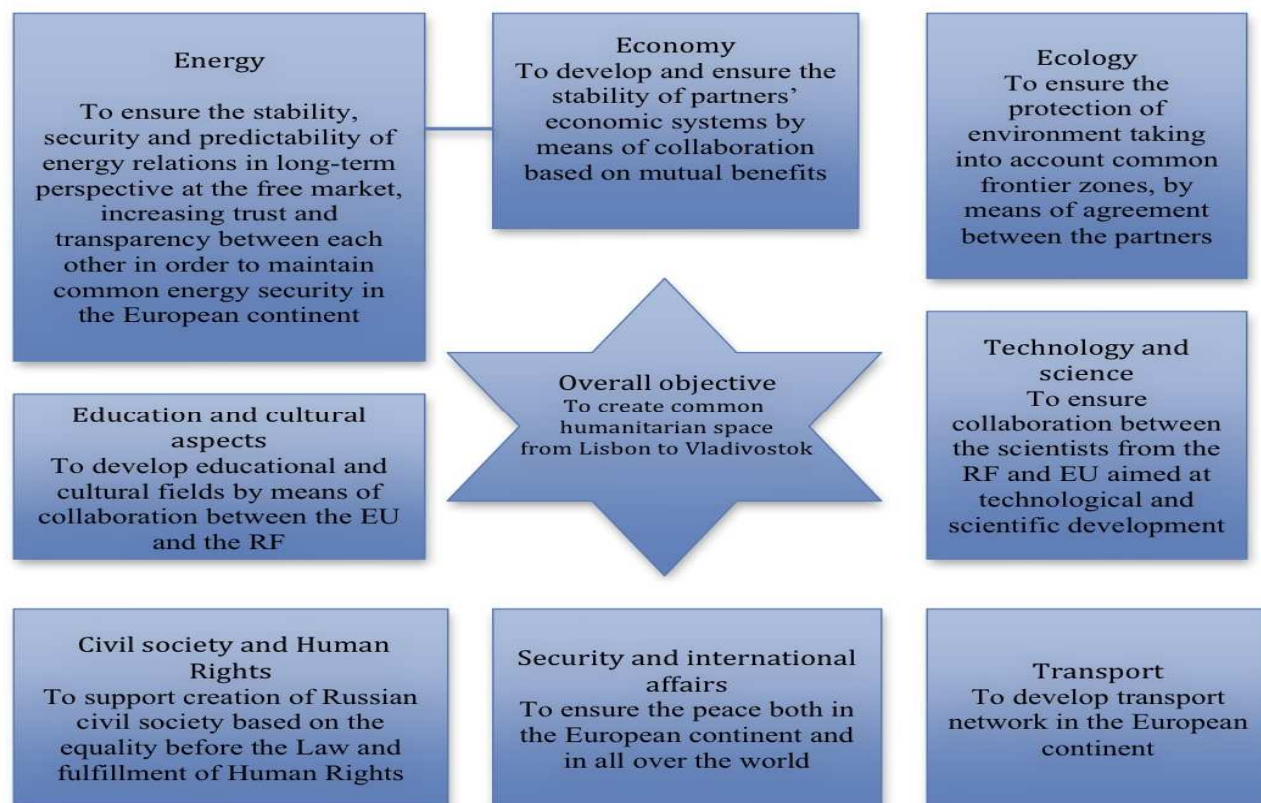 Energy
To ensure the stability,
security and predictability of
energy relations in long-term
perspective at the free market,
increasing trust and
transparency between each
other in order to maintain
common energy security in
the European continent
Economy
To develop and ensure the
stability of partners’
economic systems by
means of collaboration
based on mutual benefits
Ecology
To ensure the
protection of
environment taking
into account common
frontier zones, by
means of agreement
between the partners
Education and cultural
aspects
To develop educational and
cultural fields by means of
collaboration between the EU
and the RF
Overall objective
To create common
humanitarian space
from Lisbon to Vladivostok
Technology and
science
To ensure
collaboration between
the scientists from the
RF and EU aimed at
technological and
scientific development
Civil society and Human
Rights
To support creation of Russian
civil society based on the
equality before the Law and
fulfillment of Human Rights
Security and international
affairs
To ensure the peace both in
the European continent and
in all over the world
Transport
To develop transport
network in the European
continent